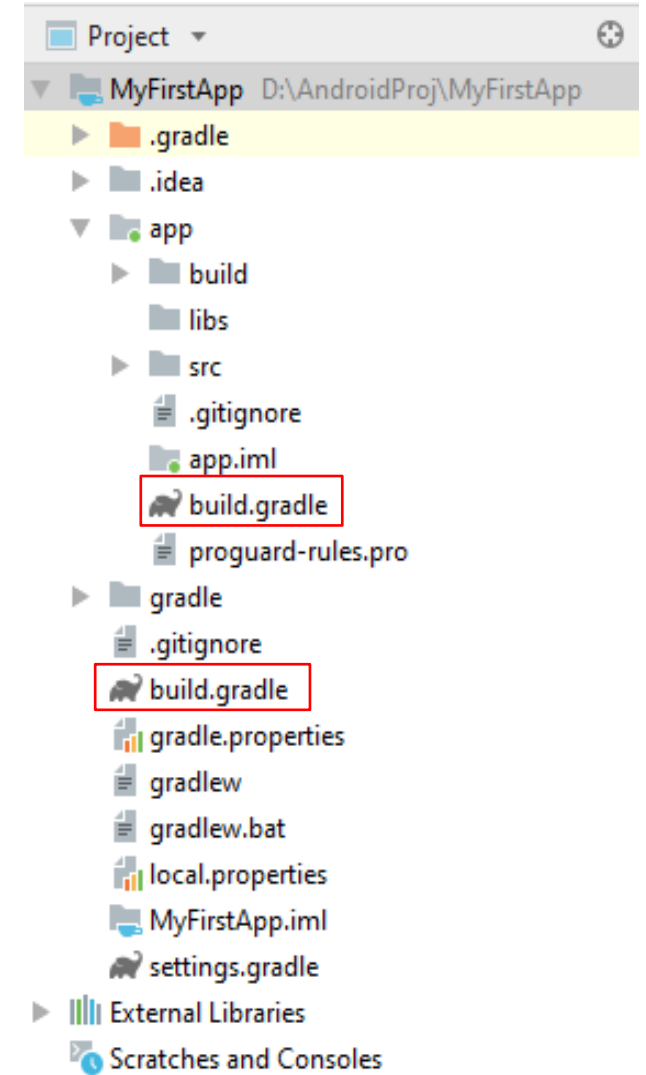 Project
MyFirstApp D:\AndroidProj\MyFirstApp
.gradle
.idea
app
build
libs
src
.gitignore
app.iml
build.gradle
proguard-rules.pro
gradle
.gitignore
build.gradle
gradle.properties
gradlew
gradlew.bat
local.properties
MyFirstApp.iml
settings.gradle
External Libraries
Scratches and Consoles